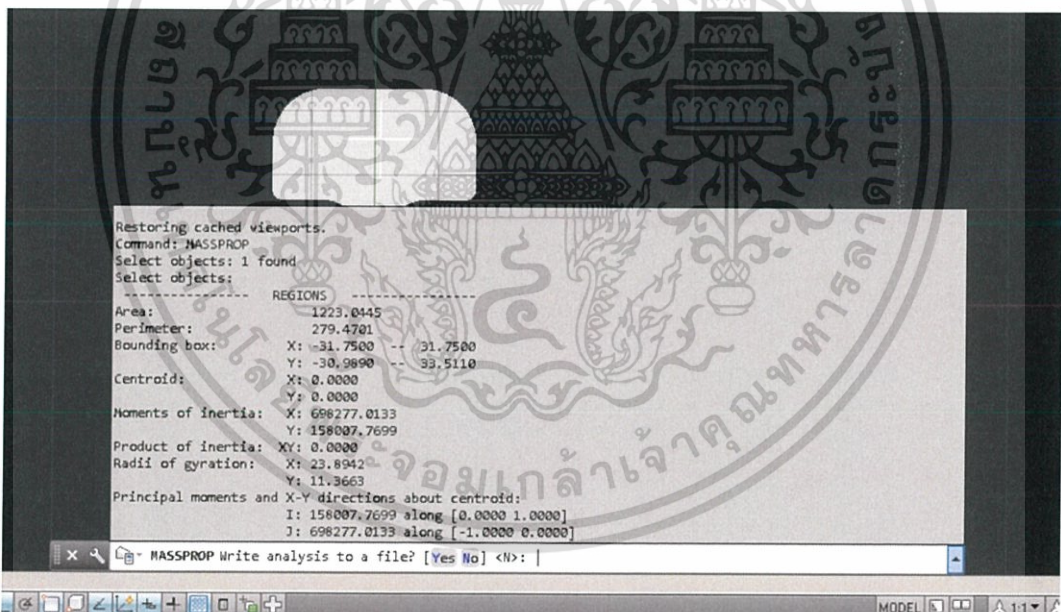 Restoring cached viewports.
Command: MASSPROP
Select objects: 1 found
Select objects:
---------------- REGIONS ----------------
Area: 1223.0445
Perimeter: 279.4701
Bounding box: X: -31.7500 -- 31.7500
Y: -30.9890 -- 33.5110
Centroid: X: 0.0000
Y: 0.0000
Moments of inertia: X: 698277.0133
Y: 158007.7699
Product of inertia: XY: 0.0000
Radii of gyration: X: 23.8942
Y: 11.3663
Principal moments and X-Y directions about centroid:
I: 158007.7699 along [0.0000 1.0000]
J: 698277.0133 along [-1.0000 0.0000]
MASSPROP Write analysis to a file? [Yes No] <N>:
MODEL 1:1